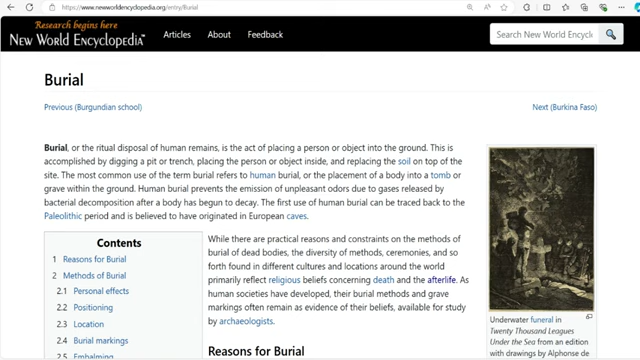 https://www.newworldencyclopedia.org/entry/Burial
Research begins here
NEW WORLD ENCYCLOPEDIA
Articles
About
Feedback
Search New World Encyclc
Burial
Previous (Burgundian school)
Next (Burkina Faso)
Burial, or the ritual disposal of human remains, is the act of placing a person or object into the ground. This is
accomplished by digging a pit or trench, placing the person or object inside, and replacing the soil on top of the
site. The most common use of the term burial refers to human burial, or the placement of a body into a tomb or
grave within the ground. Human burial prevents the emission of unpleasant odors due to gases released by
bacterial decomposition after a body has begun to decay. The first use of human burial can be traced back to the
Paleolithic period and is believed to have originated in European caves.
Contents
1 Reasons for Burial
2 Methods of Burial
2.1 Personal effects
2.2 Positioning
2.3 Location
2.4 Burial markings
2.5 Embalming
While there are practical reasons and constraints on the methods of
burial of dead bodies, the diversity of methods, ceremonies, and so
forth found in different cultures and locations around the world
primarily reflect religious beliefs concerning death and the afterlife. As
human societies have developed, their burial methods and grave
markings often remain as evidence of their beliefs, available for study
by archaeologists.
Reasons for Burial
Underwater funeral in
Twenty Thousand Leagues
Under the Sea from an edition
with drawings by Alphonse de